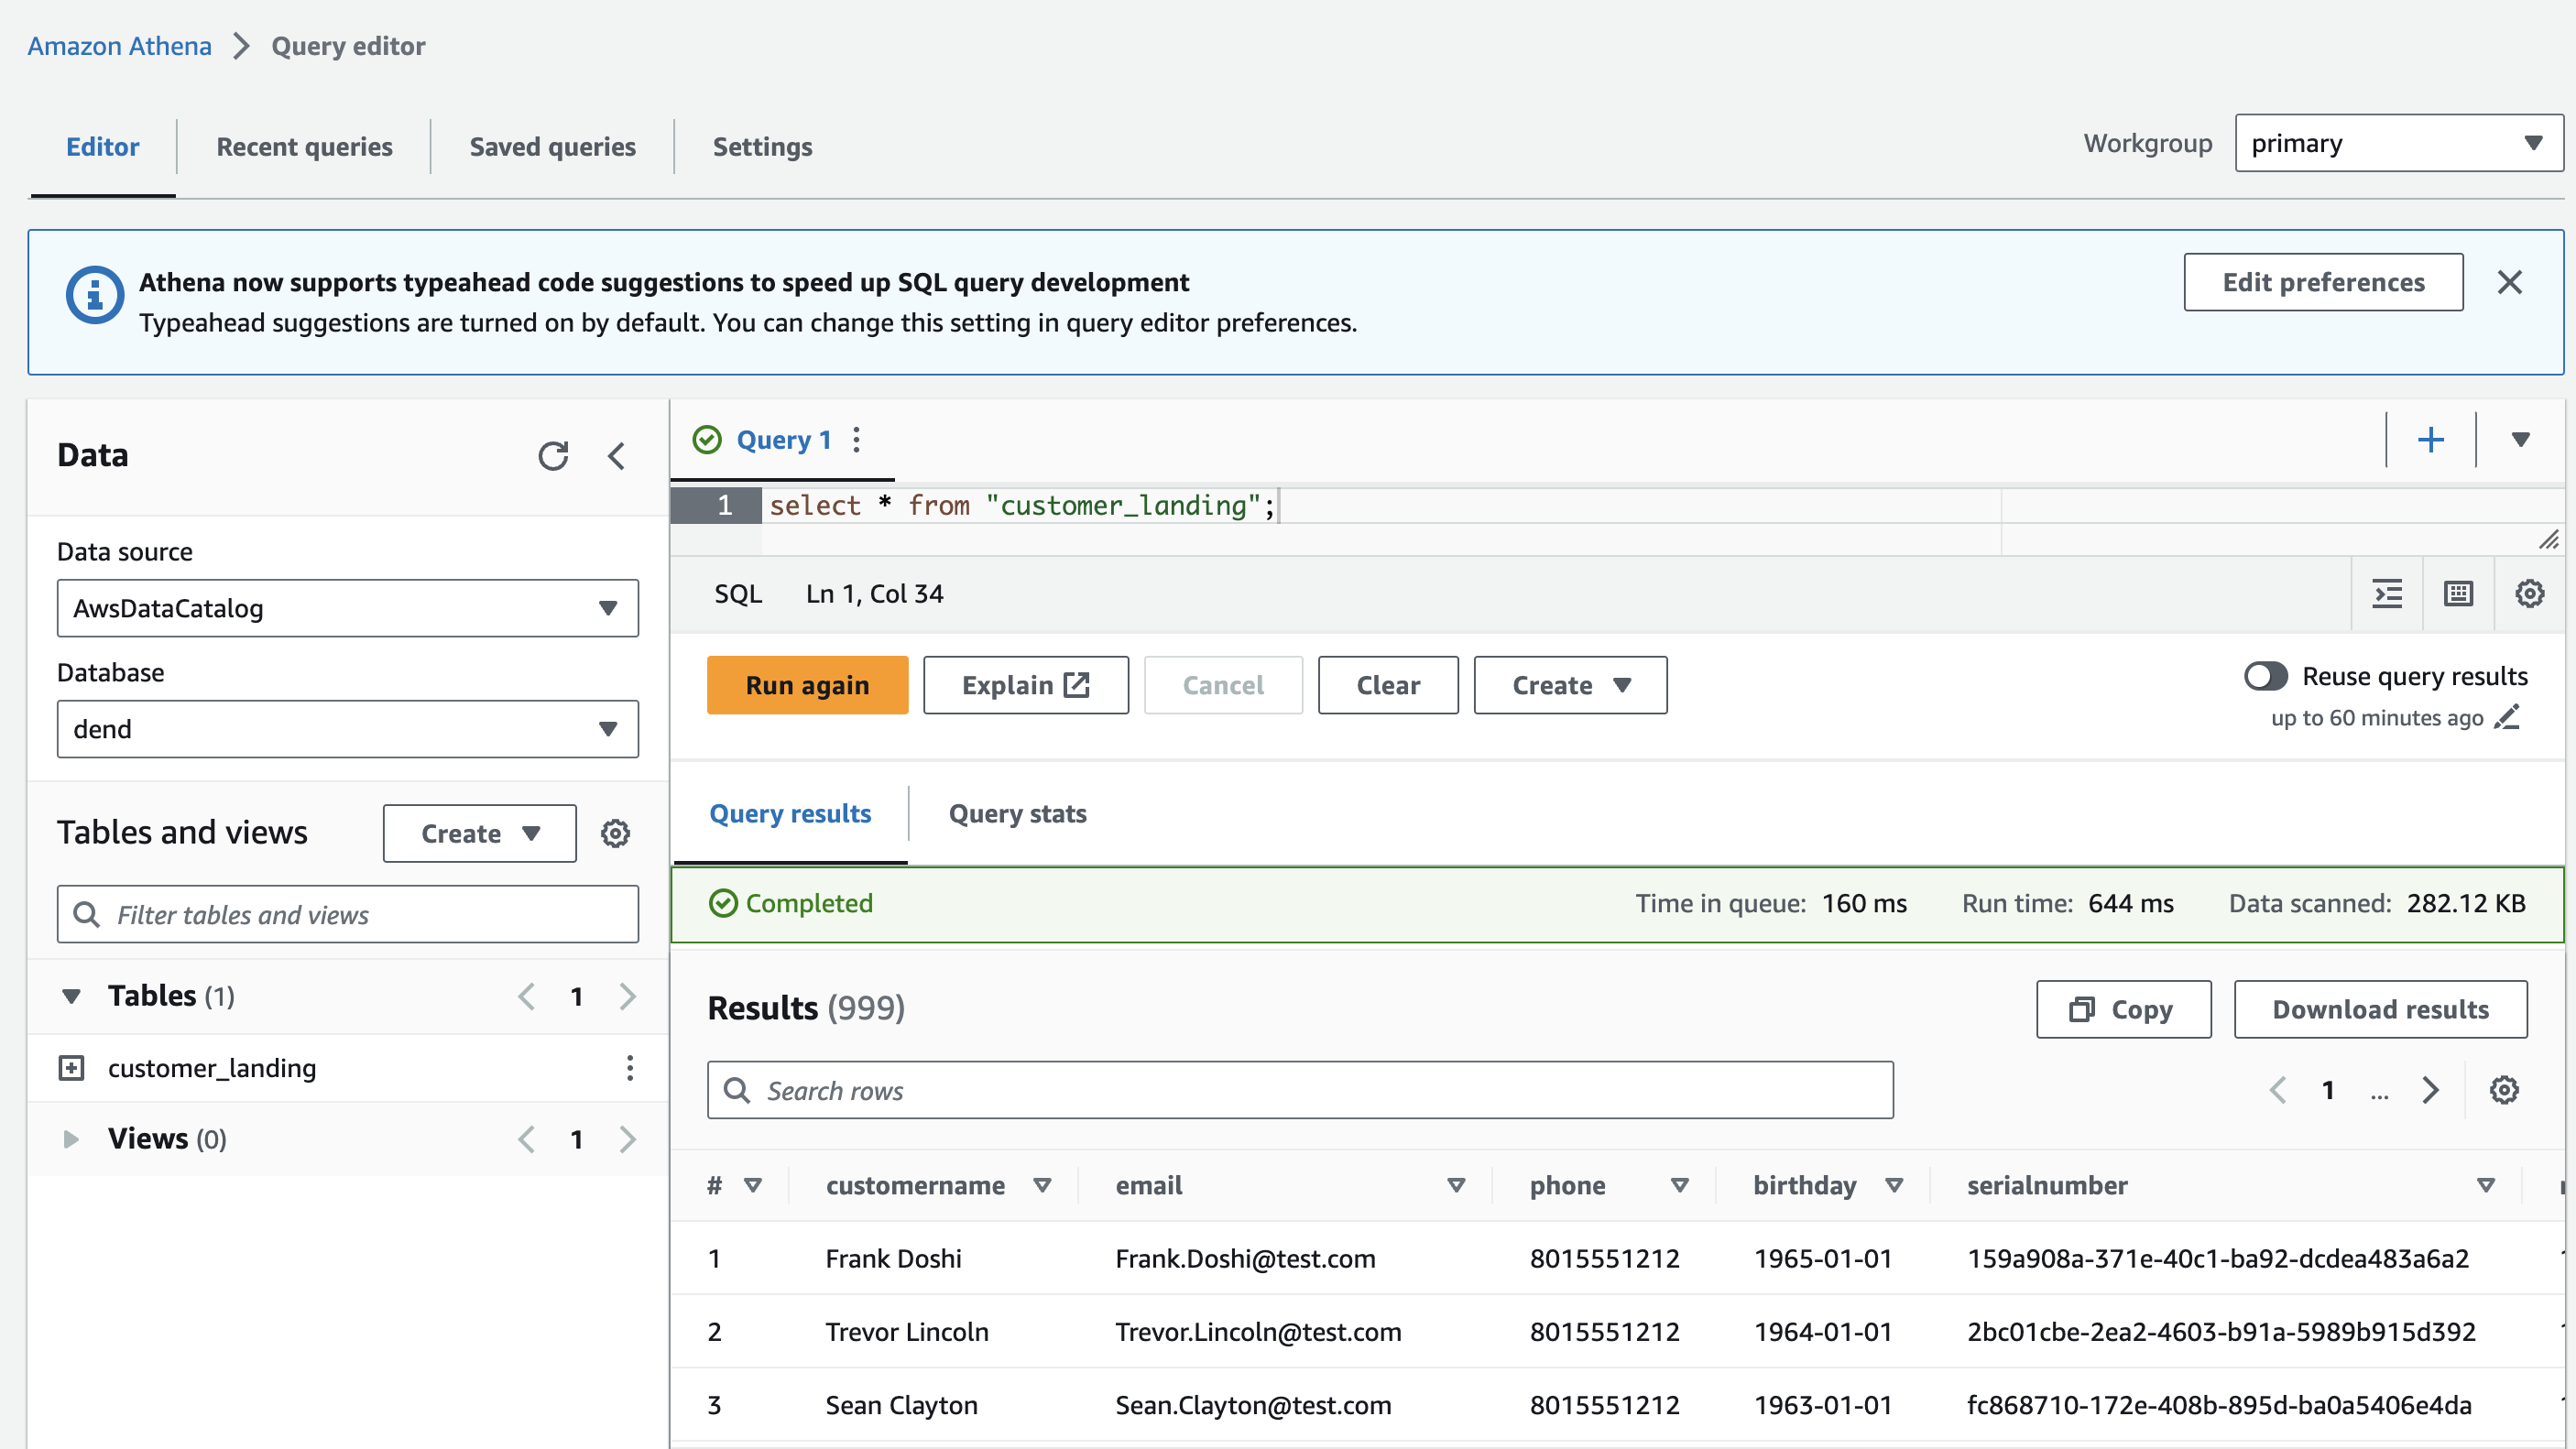 Amazon Athena > Query editor
Editor Recent queries Saved queries Settings Workgroup primary
Athena now supports typeahead code suggestions to speed up SQL query development
Edit preferences
Typeahead suggestions are turned on by default. You can change this setting in query editor preferences.
Data
Data source
AwsDataCatalog
Database
dend
Tables and views Create
Filter tables and views
Tables (1) 1
customer_landing
Views (0) 1
Query 1
1 select * from "customer_landing";
SQL Ln 1, Col 34
Run again Explain Cancel Clear Create
Reuse query results
up to 60 minutes ago
Query results Query stats
Completed Time in queue: 160 ms Run time: 644 ms Data scanned: 282.12 KB
Results (999) Copy Download results
Search rows 1 ...
# customername email phone birthday serialnumber
1 Frank Doshi Frank.Doshi@test.com 8015551212 1965-01-01 159a908a-371e-40c1-ba92-dcdea483a6a2
2 Trevor Lincoln Trevor.Lincoln@test.com 8015551212 1964-01-01 2bc01cbe-2ea2-4603-b91a-5989b915d392
3 Sean Clayton Sean.Clayton@test.com 8015551212 1963-01-01 fc868710-172e-408b-895d-ba0a5406e4da